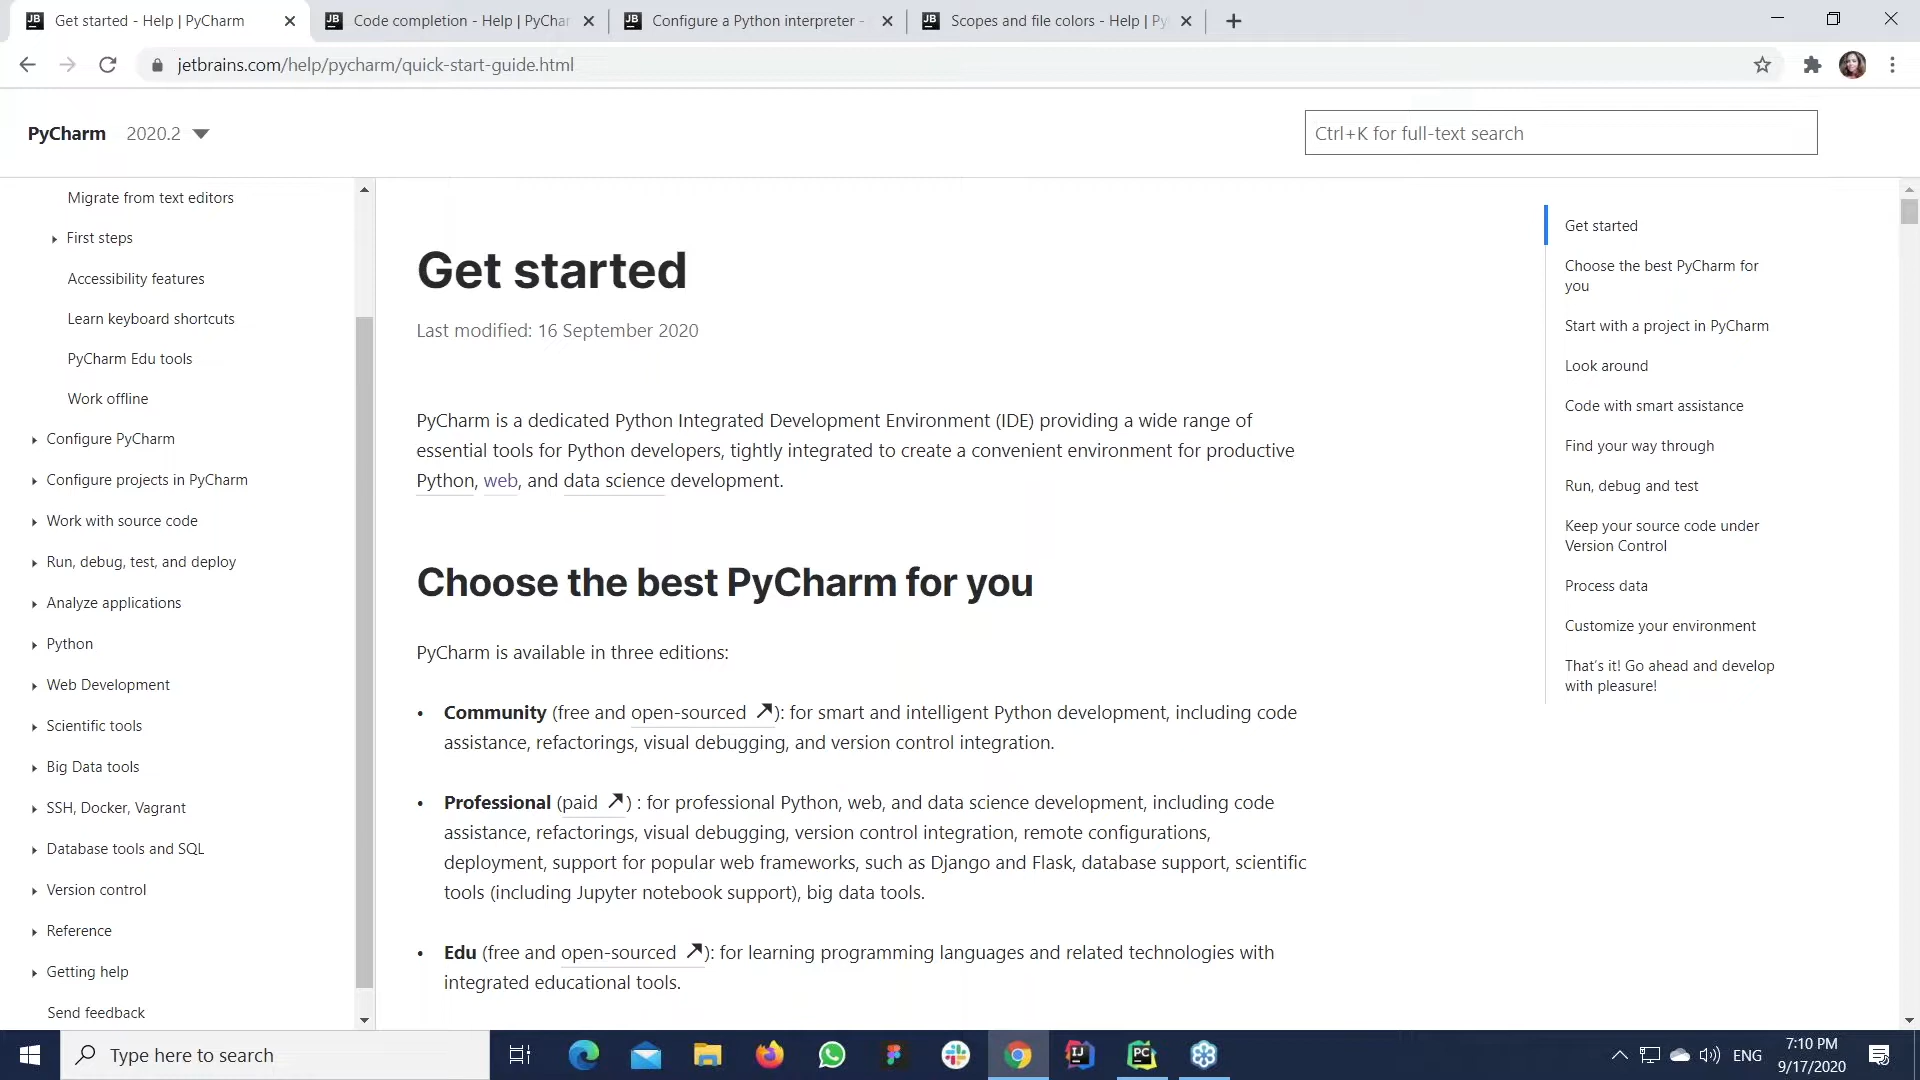 Get started - Help | PyCharm
Code completion - Help | PyChar
Configure a Python interpreter -
Scopes and file colors - Help | Py
jetbrains.com/help/pycharm/quick-start-guide.html
PyCharm 2020.2
Ctrl+K for full-text search
Migrate from text editors
First steps
Accessibility features
Learn keyboard shortcuts
PyCharm Edu tools
Work offline
Configure PyCharm
Configure projects in PyCharm
Work with source code
Run, debug, test, and deploy
Analyze applications
Python
Web Development
Scientific tools
Big Data tools
SSH, Docker, Vagrant
Database tools and SQL
Version control
Reference
Getting help
Send feedback
Get started
Last modified: 16 September 2020
PyCharm is a dedicated Python Integrated Development Environment (IDE) providing a wide range of
essential tools for Python developers, tightly integrated to create a convenient environment for productive
Python, web, and data science development.
Choose the best PyCharm for you
PyCharm is available in three editions:
• Community (free and open-sourced ↗): for smart and intelligent Python development, including code
assistance, refactorings, visual debugging, and version control integration.
• Professional (paid ↗) : for professional Python, web, and data science development, including code
assistance, refactorings, visual debugging, version control integration, remote configurations,
deployment, support for popular web frameworks, such as Django and Flask, database support, scientific
tools (including Jupyter notebook support), big data tools.
• Edu (free and open-sourced ↗): for learning programming languages and related technologies with
integrated educational tools.
Get started
Choose the best PyCharm for
you
Start with a project in PyCharm
Look around
Code with smart assistance
Find your way through
Run, debug and test
Keep your source code under
Version Control
Process data
Customize your environment
That's it! Go ahead and develop
with pleasure!
Type here to search
IJ
PC
ENG
7:10 PM
9/17/2020